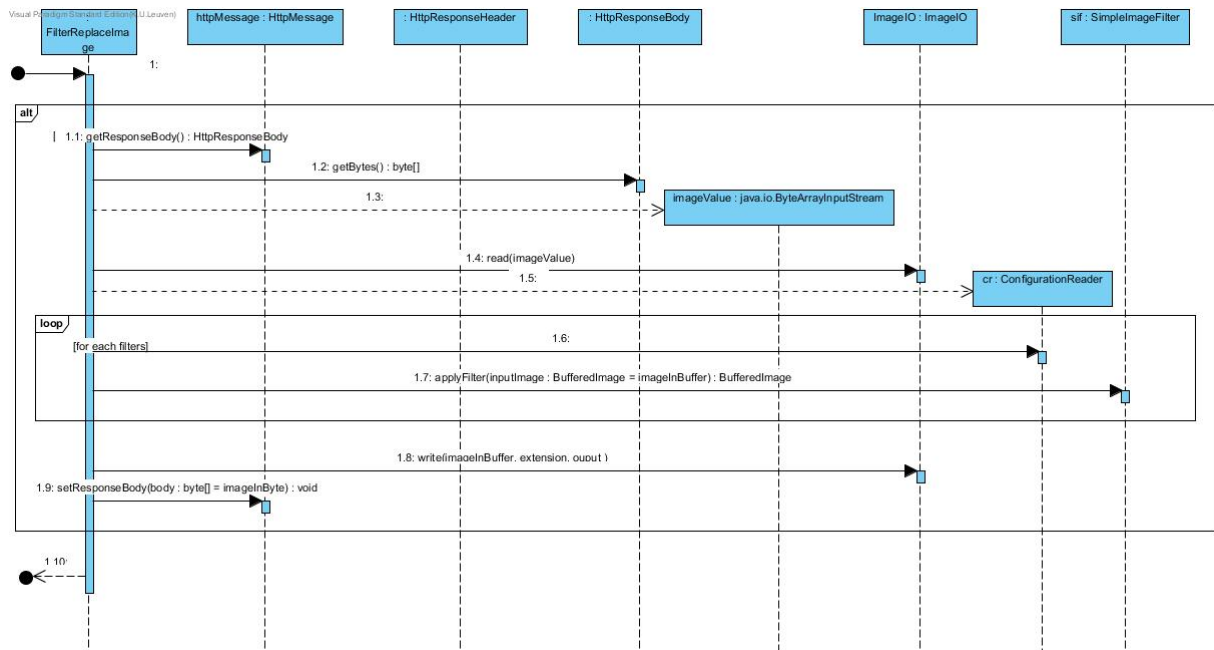 Visual Paradigm Standard Edition(K.U.Leuven)
:
FilterReplaceIma
ge
httpMessage : HttpMessage
: HttpResponseHeader
: HttpResponseBody
ImageIO : ImageIO
sif : SimpleImageFilter
1:
alt
1.1: getResponseBody() : HttpResponseBody
1.2: getBytes() : byte[]
1.3:
imageValue : java.io.ByteArrayInputStream
1.4: read(imageValue)
1.5:
cr : ConfigurationReader
loop
[for each filters]
1.6:
1.7: applyFilter(inputImage : BufferedImage = imageInBuffer) : BufferedImage
1.8: write(imageInBuffer, extension, ouput )
1.9: setResponseBody(body : byte[] = imageInByte) : void
1.10: